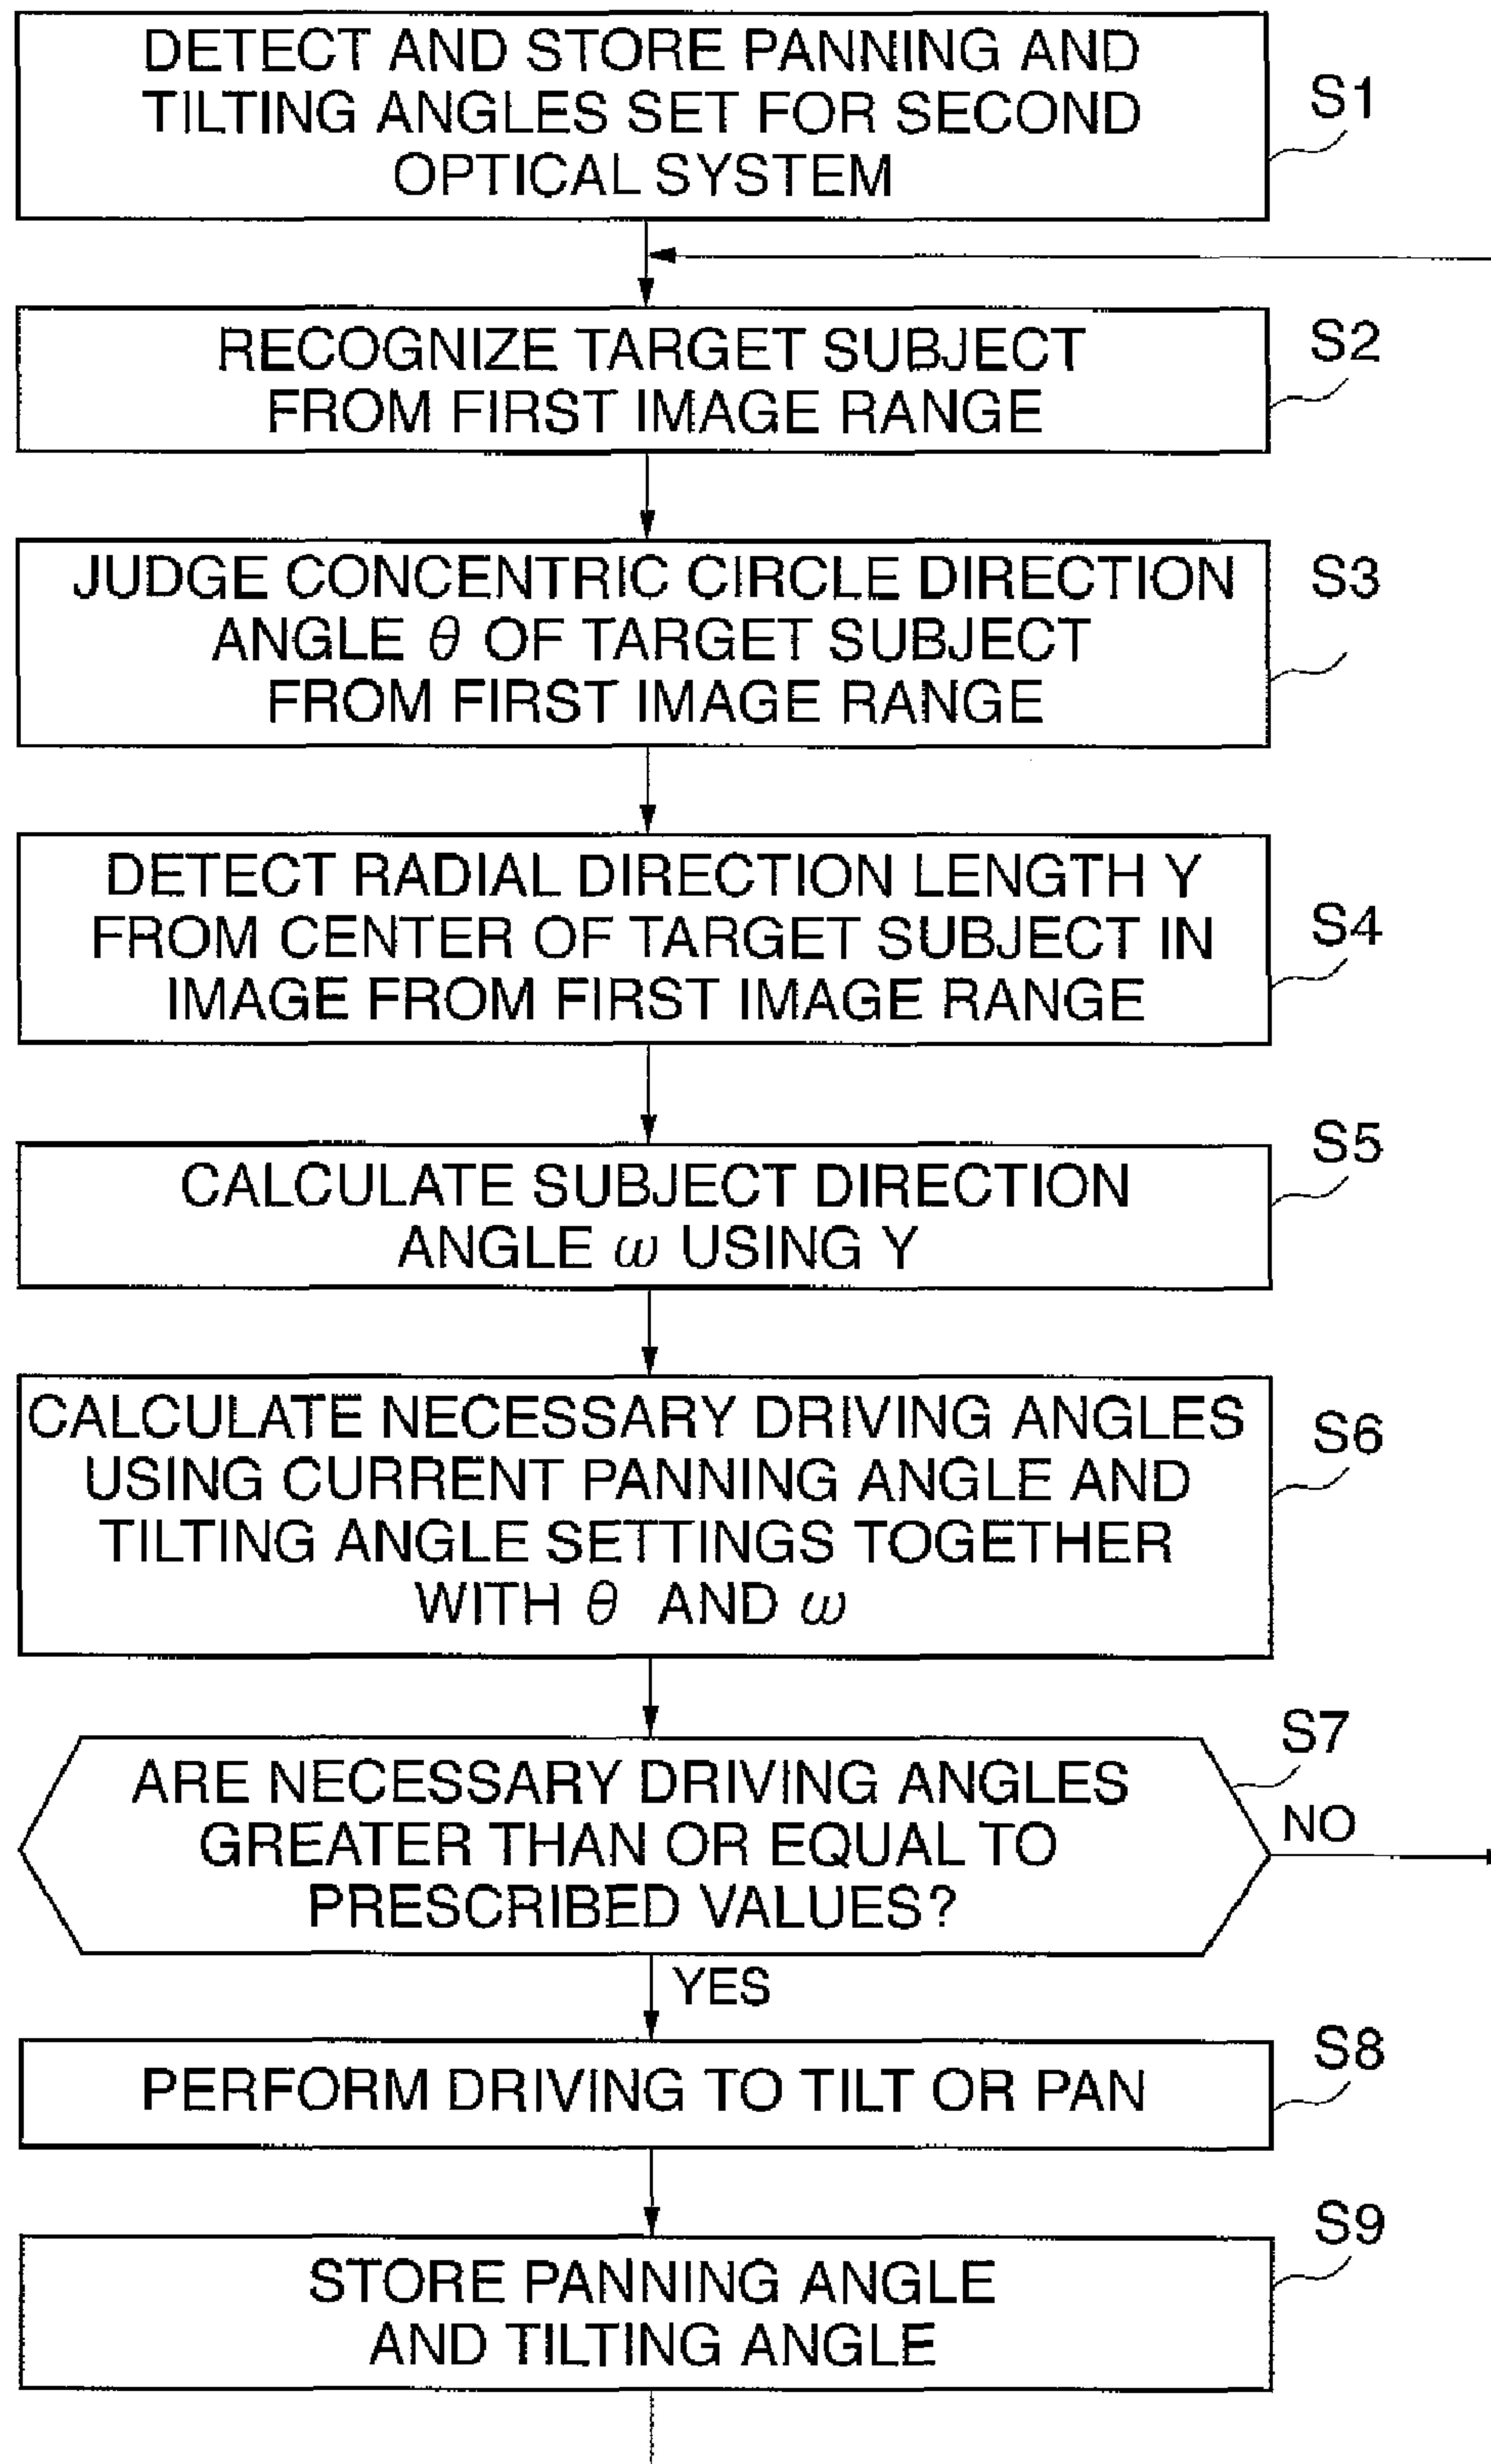 DETECT AND STORE PANNING AND
TILTING ANGLES SET FOR SECOND
OPTICAL SYSTEM
S1
RECOGNIZE TARGET SUBJECT
FROM FIRST IMAGE RANGE
S2
JUDGE CONCENTRIC CIRCLE DIRECTION
ANGLE θ OF TARGET SUBJECT
FROM FIRST IMAGE RANGE
S3
DETECT RADIAL DIRECTION LENGTH Y
FROM CENTER OF TARGET SUBJECT IN
IMAGE FROM FIRST IMAGE RANGE
S4
CALCULATE SUBJECT DIRECTION
ANGLE ω USING Y
S5
CALCULATE NECESSARY DRIVING ANGLES
USING CURRENT PANNING ANGLE AND
TILTING ANGLE SETTINGS TOGETHER
WITH θ AND ω
S6
ARE NECESSARY DRIVING ANGLES
GREATER THAN OR EQUAL TO
PRESCRIBED VALUES?
S7
NO
YES
PERFORM DRIVING TO TILT OR PAN
S8
STORE PANNING ANGLE
AND TILTING ANGLE
S9